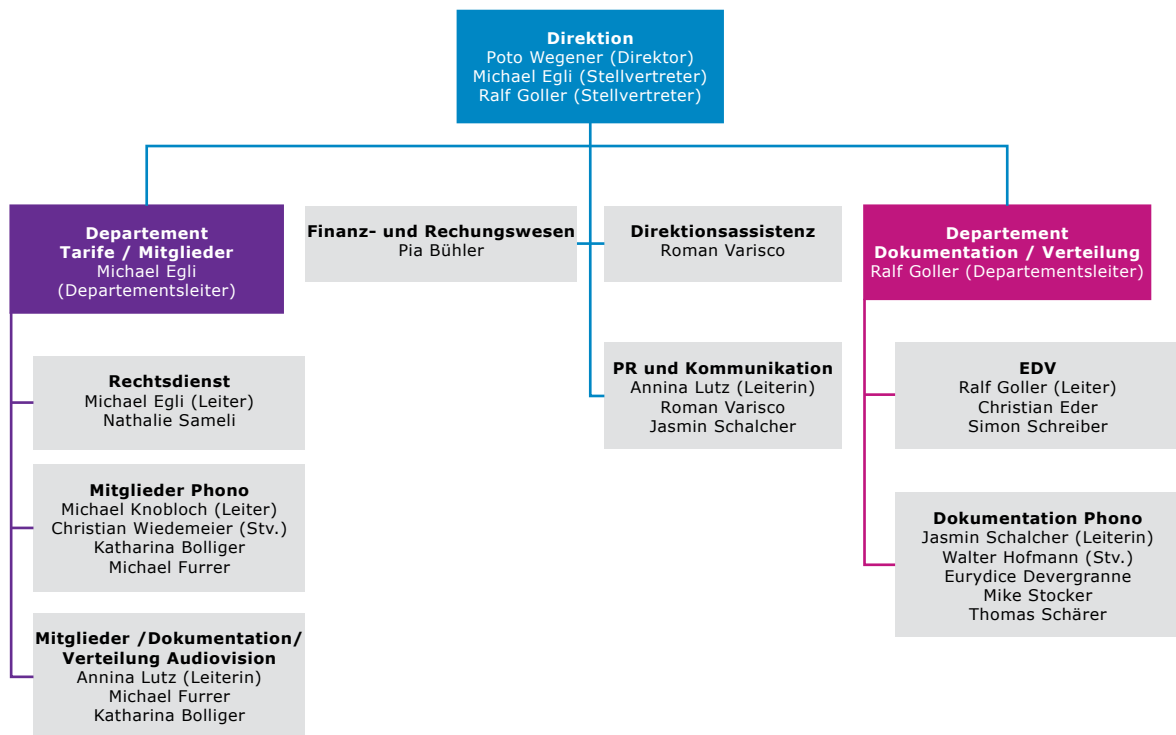 Direktion
Poto Wegener (Direktor)
Michael Egli (Stellvertreter)
Ralf Goller (Stellvertreter)
Departement
Tarife / Mitglieder
Michael Egli
(Departementsleiter)
Finanz- und Rechungswesen
Pia Bühler
Direktionsassistenz
Roman Varisco
Departement
Dokumentation / Verteilung
Ralf Goller (Departementsleiter)
Rechtsdienst
Michael Egli (Leiter)
Nathalie Sameli
PR und Kommunikation
Annina Lutz (Leiterin)
Roman Varisco
Jasmin Schalcher
EDV
Ralf Goller (Leiter)
Christian Eder
Simon Schreiber
Mitglieder Phono
Michael Knobloch (Leiter)
Christian Wiedemeier (Stv.)
Katharina Bolliger
Michael Furrer
Dokumentation Phono
Jasmin Schalcher (Leiterin)
Walter Hofmann (Stv.)
Eurydice Devergranne
Mike Stocker
Thomas Schärer
Mitglieder /Dokumentation/
Verteilung Audiovision
Annina Lutz (Leiterin)
Michael Furrer
Katharina Bolliger